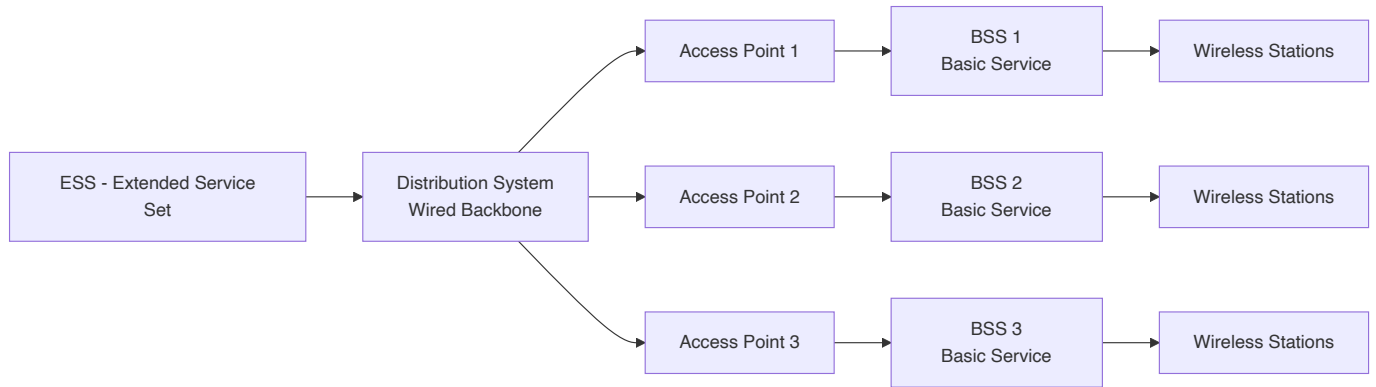 ESS - Extended Service
Set
Distribution System
Wired Backbone
Access Point 1
BSS 1
Basic Service
Wireless Stations
Access Point 2
BSS 2
Basic Service
Wireless Stations
Access Point 3
BSS 3
Basic Service
Wireless Stations